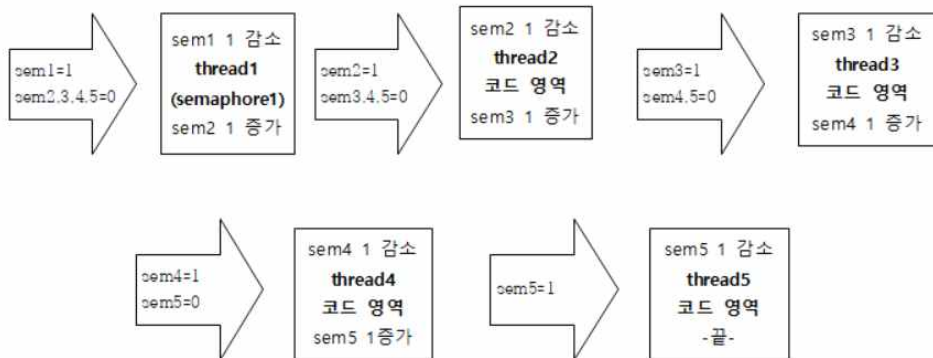 sem1=1
sem2,3,4,5=0
sem1 1 감소
thread1
(semaphore1)
sem2 1 증가
sem2=1
sem3,4,5=0
sem2 1 감소
thread2
코드 영역
sem3 1 증가
sem3=1
sem4,5=0
sem3 1 감소
thread3
코드 영역
sem4 1 증가
sem4=1
sem5=0
sem4 1 감소
thread4
코드 영역
sem5 1증가
sem5=1
sem5 1 감소
thread5
코드 영역
-끝-